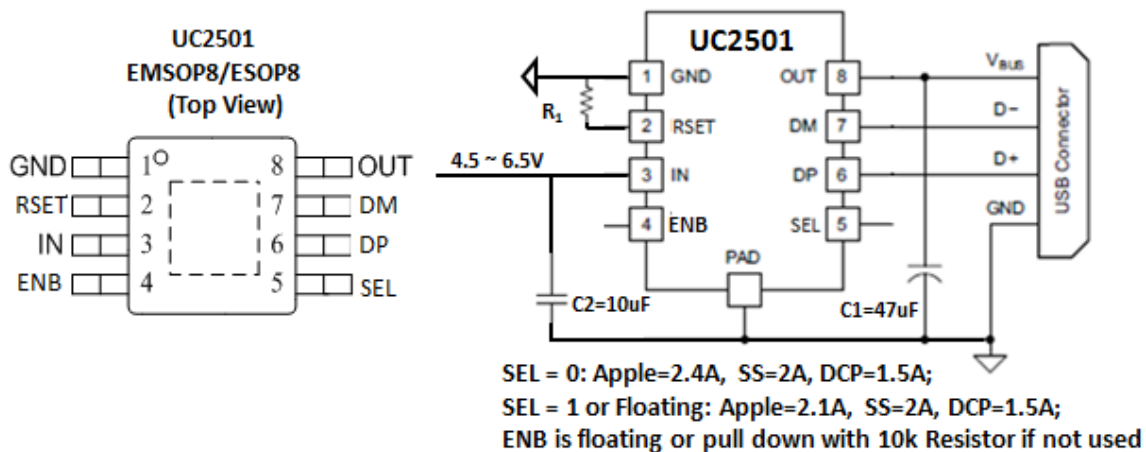 UC2501
EMSOP8/ESOP8
(Top View)
GND 1 8 OUT
RSET 2 7 DM
IN 3 6 DP
ENB 4 5 SEL
UC2501
1 GND OUT 8 VBUS
R1
2 RSET DM 7 D−
4.5 ~ 6.5V
3 IN DP 6 D+
4 ENB SEL 5 GND
USB Connector
PAD
C2=10uF
C1=47uF
SEL = 0: Apple=2.4A, SS=2A, DCP=1.5A;
SEL = 1 or Floating: Apple=2.1A, SS=2A, DCP=1.5A;
ENB is floating or pull down with 10k Resistor if not used